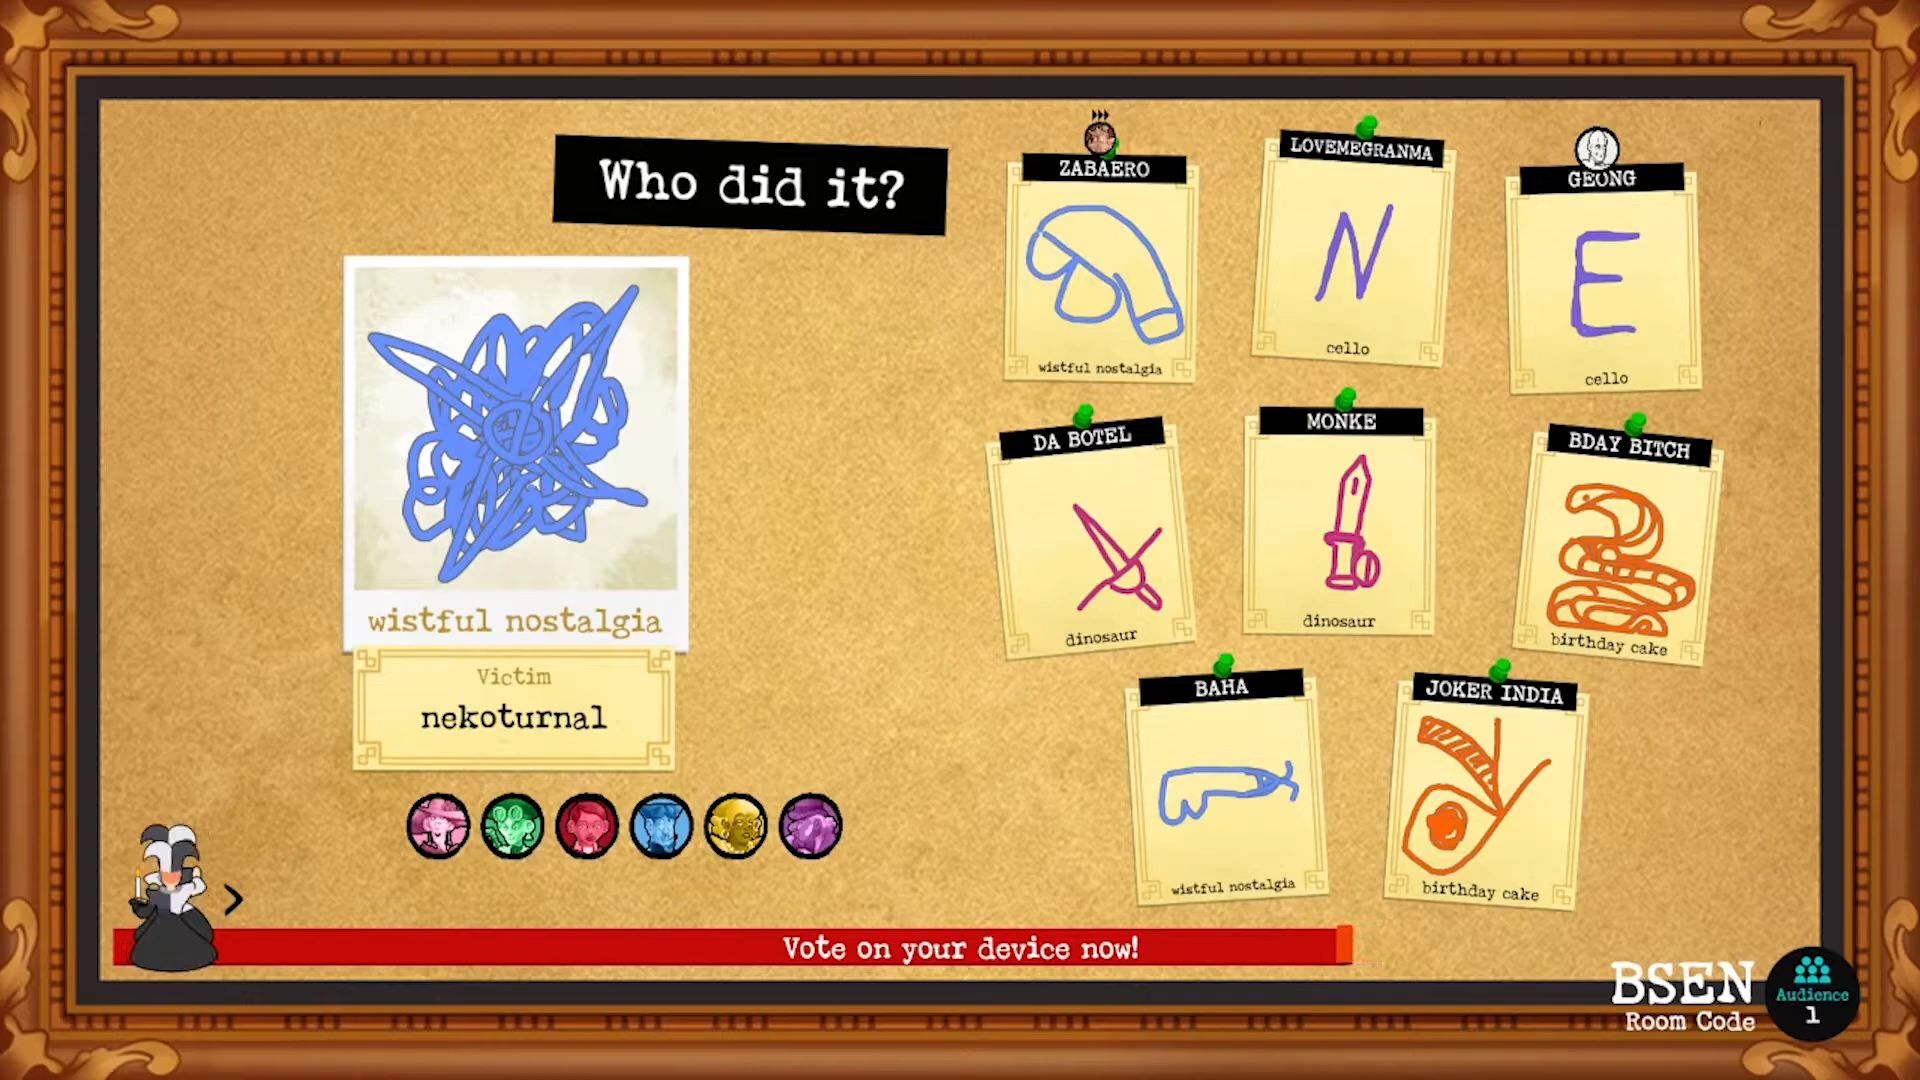 Who did it?
ZABAERO
wistful nostalgia
LOVEMEGRANMA
N
cello
GEONG
E
cello
wistful nostalgia
Victim
nekoturnal
DA BOTEL
dinosaur
MONKE
dinosaur
BDAY BITCH
birthday cake
BAHA
wistful nostalgia
JOKER INDIA
birthday cake
Vote on your device now!
BSEN
Room Code
Audience
1